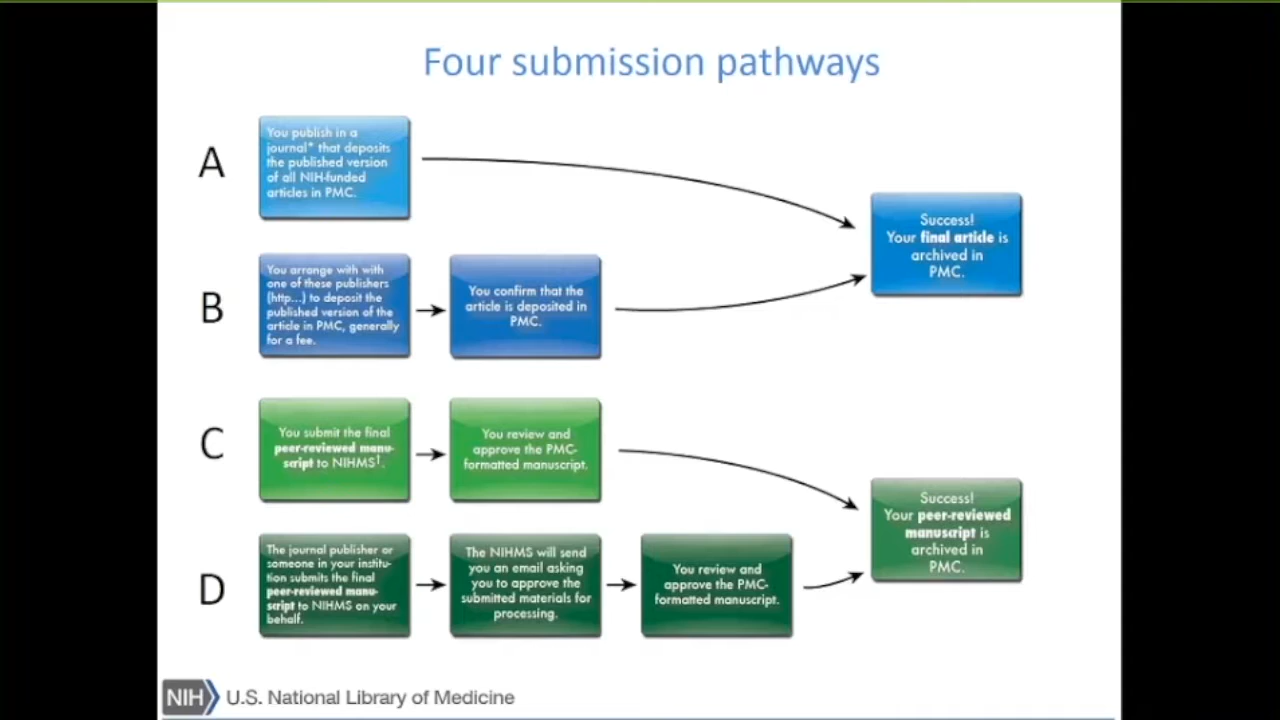 Four submission pathways
A
You publish in a
journal* that deposits
the published version
of all NIH-funded
articles in PMC.
Success!
Your final article is
archived in
PMC.
B
You arrange with with
one of these publishers
(http...) to deposit the
published version of the
article in PMC, generally
for a fee.
You confirm that the
article is deposited in
PMC.
C
You submit the final
peer-reviewed manu-
script to NIHMS†.
You review and
approve the PMC-
formatted manuscript.
Success!
Your peer-reviewed
manuscript is
archived in
PMC.
D
The journal publisher or
someone in your institu-
tion submits the final
peer-reviewed manu-
script to NIHMS on your
behalf.
The NIHMS will send
you an email asking
you to approve the
submitted materials for
processing.
You review and
approve the PMC-
formatted manuscript.
NIH U.S. National Library of Medicine